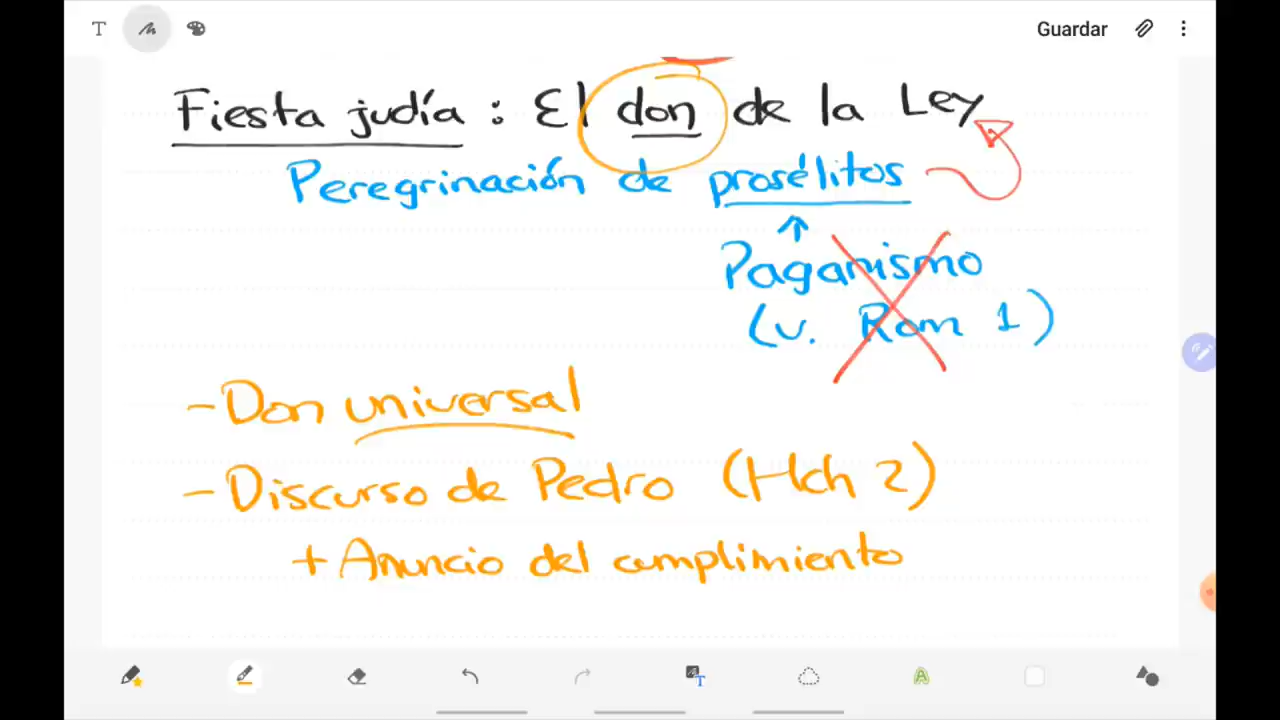 T Guardar
Fiesta judía : El don de la Ley
Peregrinación de prosélitos
Paganismo
(v. Rom 1)
- Don universal
- Discurso de Pedro (Hch 2)
+ Anuncio del cumplimiento
T
A